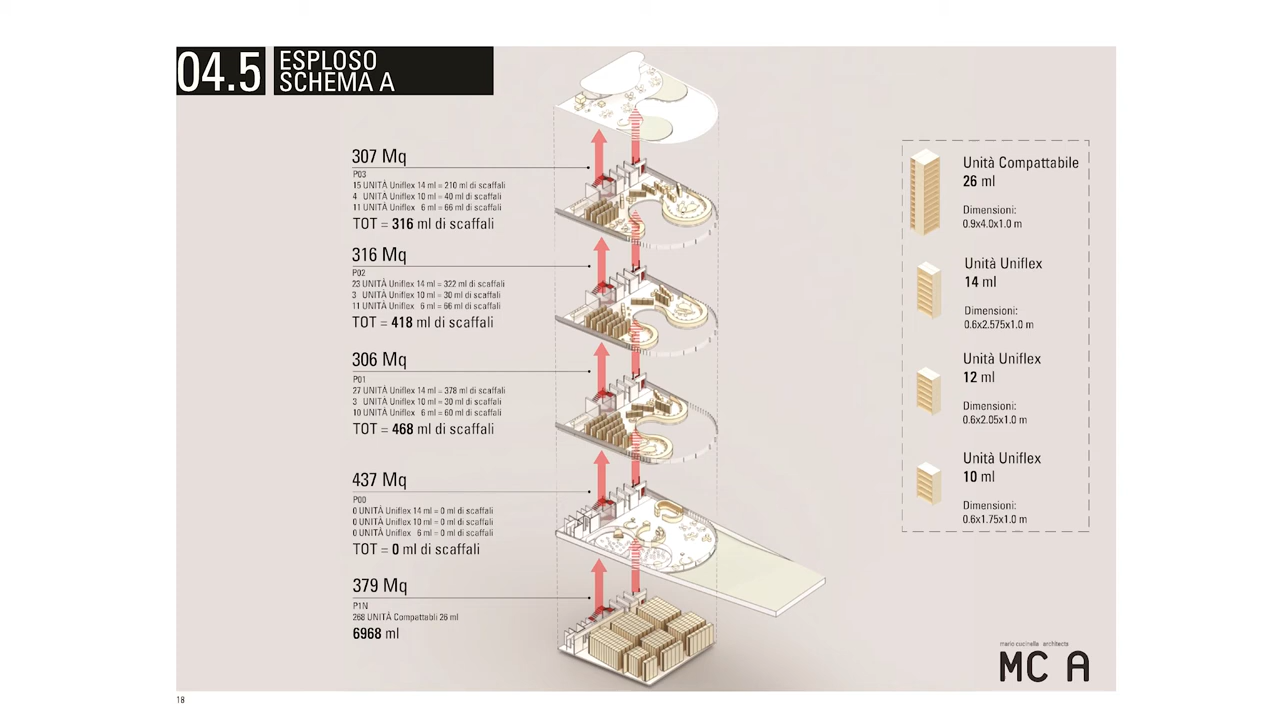 04.5
ESPLOSO
SCHEMA A
307 Mq
P03
15 UNITÀ Uniflex 14 ml = 210 ml di scaffali
4 UNITÀ Uniflex 10 ml = 40 ml di scaffali
11 UNITÀ Uniflex 6 ml = 66 ml di scaffali
TOT = 316 ml di scaffali
316 Mq
P02
23 UNITÀ Uniflex 14 ml = 322 ml di scaffali
3 UNITÀ Uniflex 10 ml = 30 ml di scaffali
11 UNITÀ Uniflex 6 ml = 66 ml di scaffali
TOT = 418 ml di scaffali
306 Mq
P01
27 UNITÀ Uniflex 14 ml = 378 ml di scaffali
3 UNITÀ Uniflex 10 ml = 30 ml di scaffali
10 UNITÀ Uniflex 6 ml = 60 ml di scaffali
TOT = 468 ml di scaffali
437 Mq
P00
0 UNITÀ Uniflex 14 ml = 0 ml di scaffali
0 UNITÀ Uniflex 10 ml = 0 ml di scaffali
0 UNITÀ Uniflex 6 ml = 0 ml di scaffali
TOT = 0 ml di scaffali
379 Mq
P1N
268 UNITÀ Compattabli 26 ml
6968 ml
Unità Compattabile
26 ml
Dimensioni:
0.9x4.0x1.0 m
Unità Uniflex
14 ml
Dimensioni:
0.6x2.575x1.0 m
Unità Uniflex
12 ml
Dimensioni:
0.6x2.05x1.0 m
Unità Uniflex
10 ml
Dimensioni:
0.6x1.75x1.0 m
mario cucinella architects
MC A
18